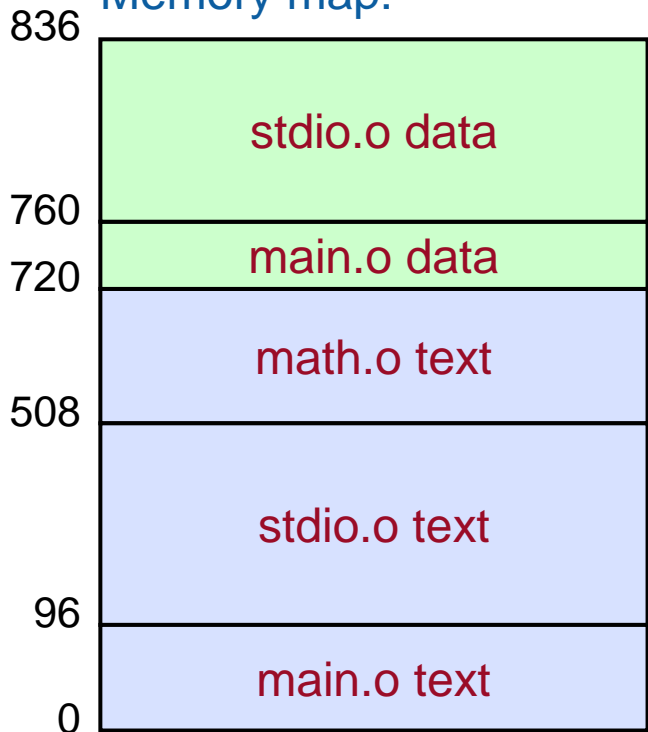 Memory map:
836
stdio.o data
760
main.o data
720
math.o text
508
stdio.o text
96
main.o text
0